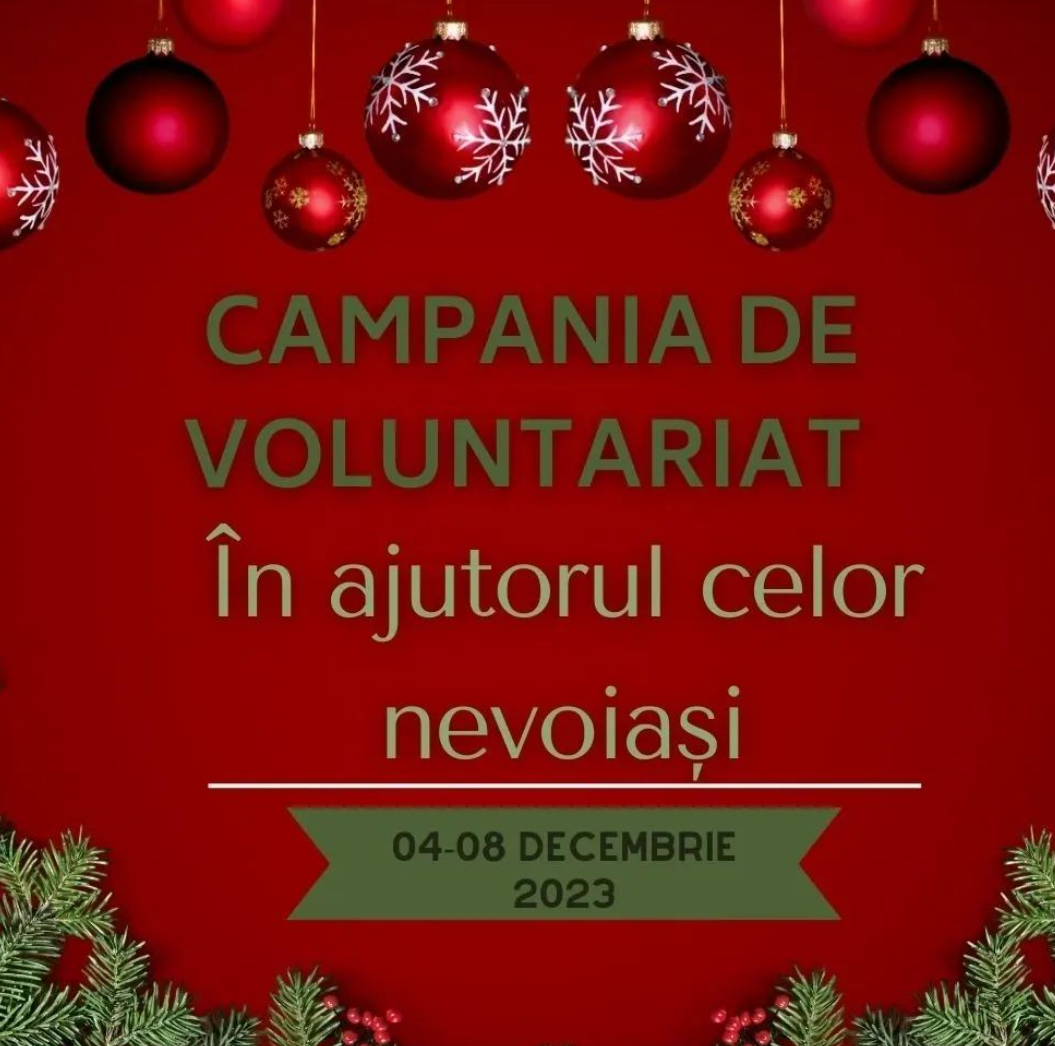 CAMPANIA DE
VOLUNTARIAT
În ajutorul celor
nevoiași
04-08 DECEMBRIE
2023